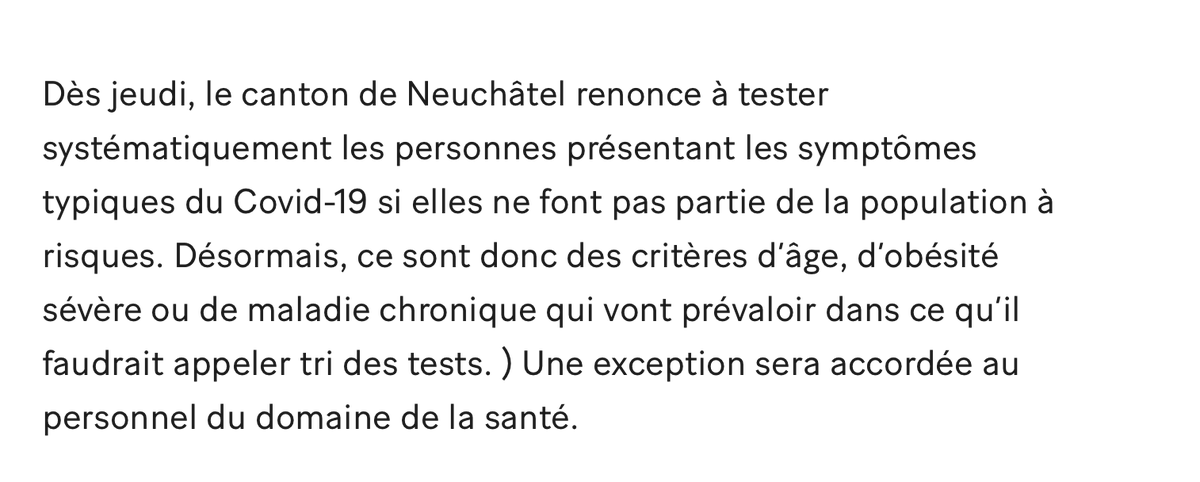 Dès jeudi, le canton de Neuchâtel renonce à tester
systématiquement les personnes présentant les symptômes
typiques du Covid-19 si elles ne font pas partie de la population à
risques. Désormais, ce sont donc des critères d’âge, d’obésité
sévère ou de maladie chronique qui vont prévaloir dans ce qu’il
faudrait appeler tri des tests. ) Une exception sera accordée au
personnel du domaine de la santé.